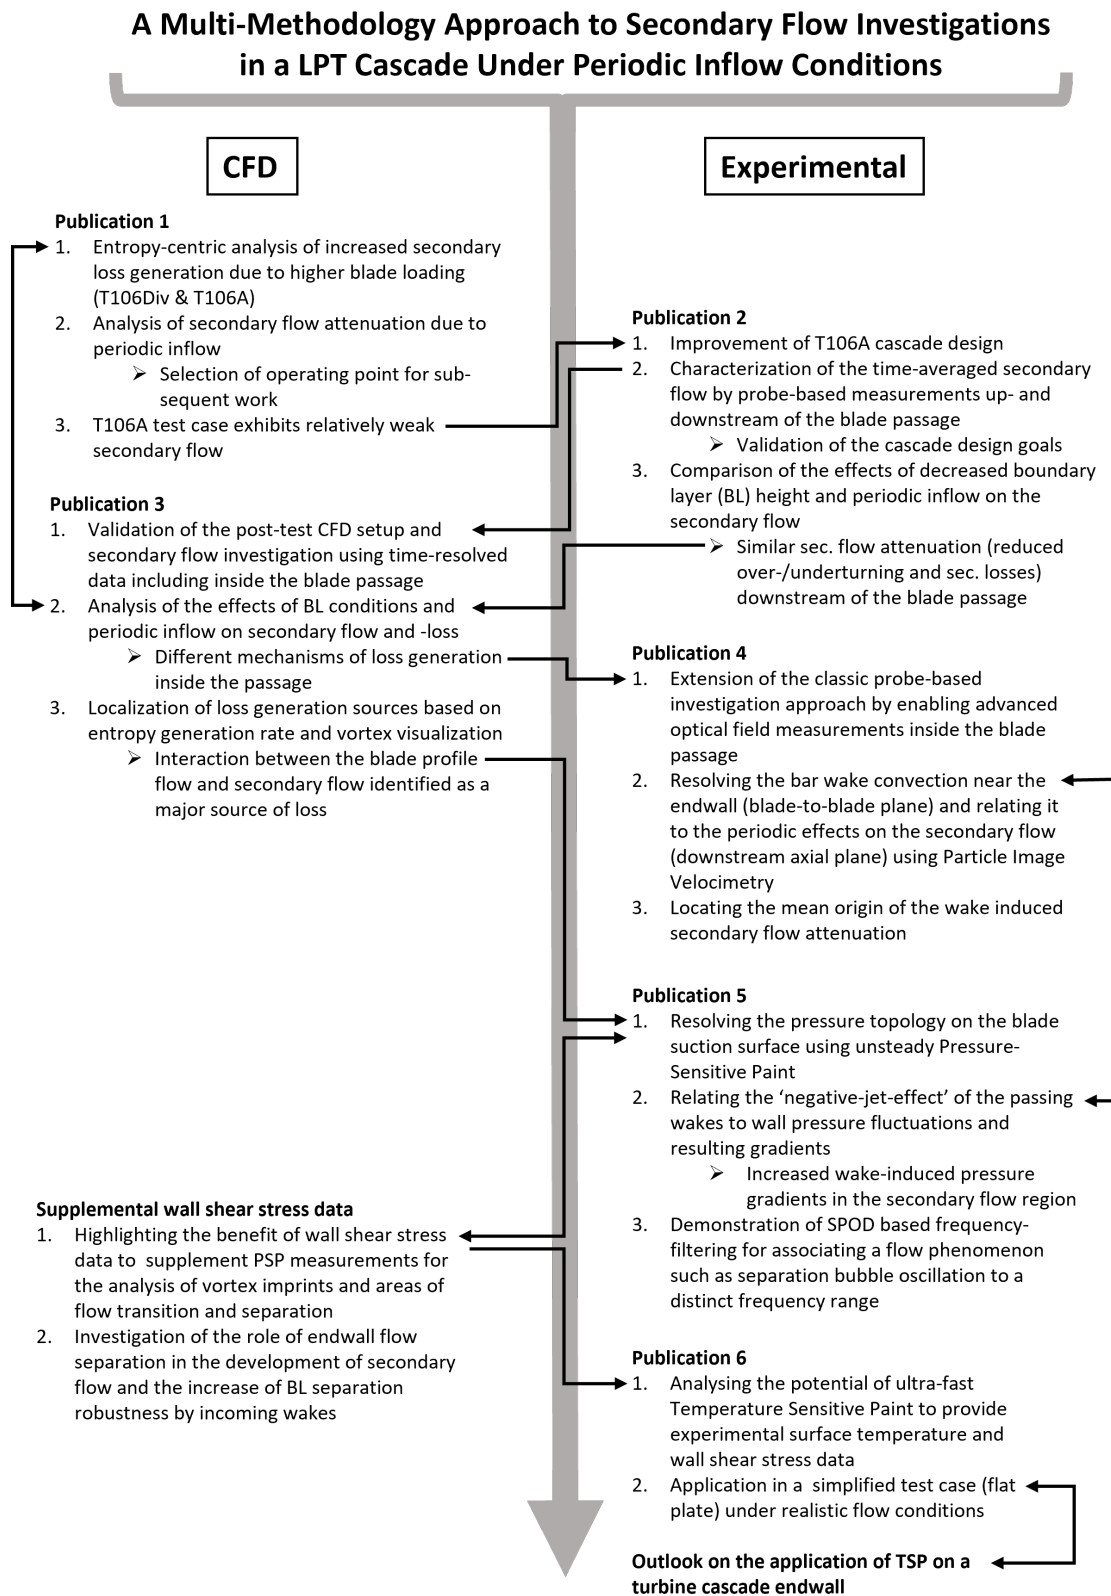 A Multi-Methodology Approach to Secondary Flow Investigations
in a LPT Cascade Under Periodic Inflow Conditions
CFD
Publication 1
1. Entropy-centric analysis of increased secondary
loss generation due to higher blade loading
(T106Div & T106A)
2. Analysis of secondary flow attenuation due to
periodic inflow
➢ Selection of operating point for sub-
sequent work
3. T106A test case exhibits relatively weak
secondary flow
Publication 3
1. Validation of the post-test CFD setup and
secondary flow investigation using time-resolved
data including inside the blade passage
2. Analysis of the effects of BL conditions and
periodic inflow on secondary flow and -loss
➢ Different mechanisms of loss generation
inside the passage
3. Localization of loss generation sources based on
entropy generation rate and vortex visualization
➢ Interaction between the blade profile
flow and secondary flow identified as a
major source of loss
Supplemental wall shear stress data
1. Highlighting the benefit of wall shear stress
data to supplement PSP measurements for
the analysis of vortex imprints and areas of
flow transition and separation
2. Investigation of the role of endwall flow
separation in the development of secondary
flow and the increase of BL separation
robustness by incoming wakes
Experimental
Publication 2
1. Improvement of T106A cascade design
2. Characterization of the time-averaged secondary
flow by probe-based measurements up- and
downstream of the blade passage
➢ Validation of the cascade design goals
3. Comparison of the effects of decreased boundary
layer (BL) height and periodic inflow on the
secondary flow
➢ Similar sec. flow attenuation (reduced
over-/underturning and sec. losses)
downstream of the blade passage
Publication 4
1. Extension of the classic probe-based
investigation approach by enabling advanced
optical field measurements inside the blade
passage
2. Resolving the bar wake convection near the
endwall (blade-to-blade plane) and relating it
to the periodic effects on the secondary flow
(downstream axial plane) using Particle Image
Velocimetry
3. Locating the mean origin of the wake induced
secondary flow attenuation
Publication 5
1. Resolving the pressure topology on the blade
suction surface using unsteady Pressure-
Sensitive Paint
2. Relating the ‘negative-jet-effect’ of the passing
wakes to wall pressure fluctuations and
resulting gradients
➢ Increased wake-induced pressure
gradients in the secondary flow region
3. Demonstration of SPOD based frequency-
filtering for associating a flow phenomenon
such as separation bubble oscillation to a
distinct frequency range
Publication 6
1. Analysing the potential of ultra-fast
Temperature Sensitive Paint to provide
experimental surface temperature and
wall shear stress data
2. Application in a simplified test case (flat
plate) under realistic flow conditions
Outlook on the application of TSP on a
turbine cascade endwall